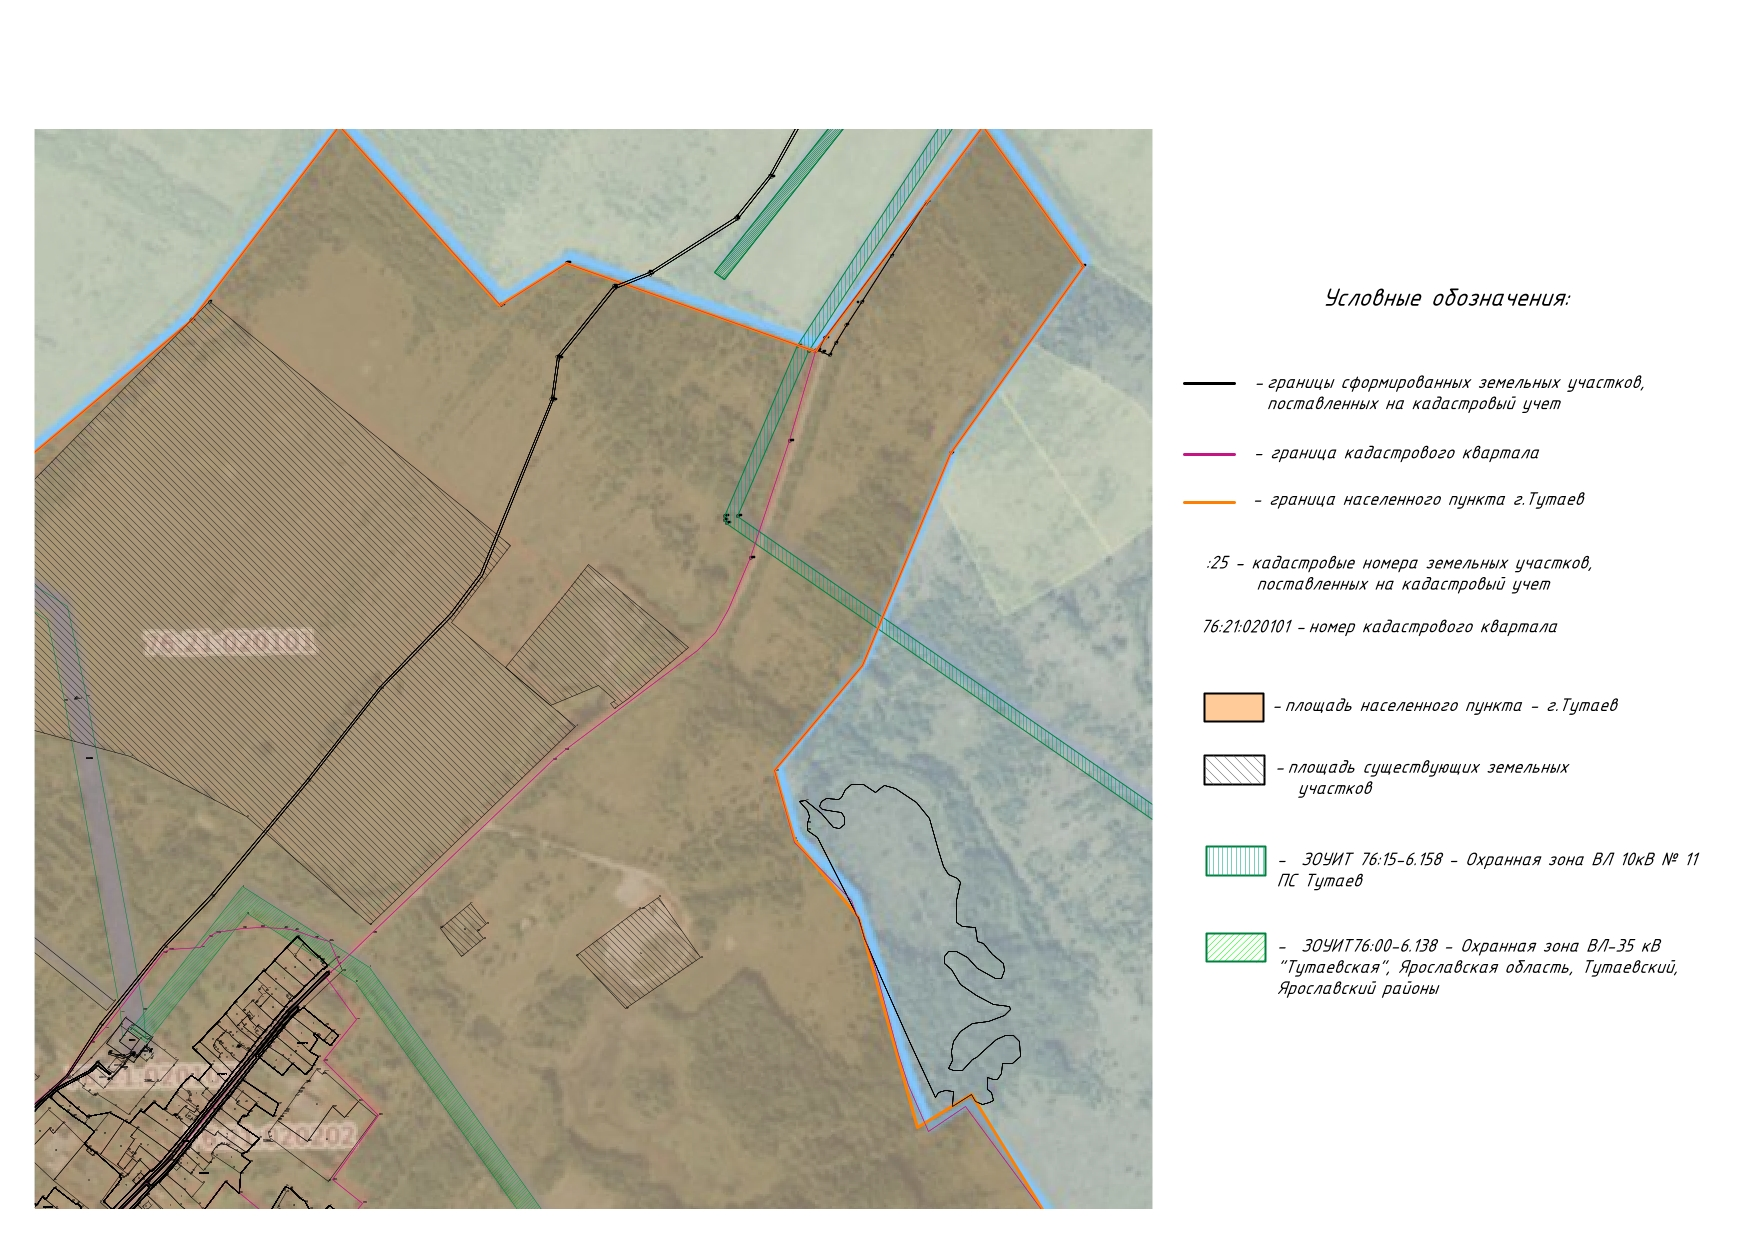 Условные обозначения:
- границы сформированных земельных участков,
поставленных на кадастровый учет
- граница кадастрового квартала
- граница населенного пункта г.Тутаев
:25 - кадастровые номера земельных участков,
поставленных на кадастровый учет
76:21:020101 - номер кадастрового квартала
- площадь населенного пункта - г.Тутаев
- площадь существующих земельных
участков
- ЗОУИТ 76:15-6.158 - Охранная зона ВЛ 10кВ № 11
ПС Тутаев
- ЗОУИТ76:00-6.138 - Охранная зона ВЛ-35 кВ
"Тутаевская", Ярославская область, Тутаевский,
Ярославский районы
76:21:020101